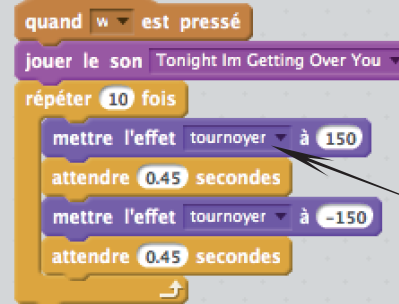 quand w est pressé
jouer le son Tonight Im Getting Over You
répéter 10 fois
mettre l'effet tournoyer à 150
attendre 0.45 secondes
mettre l'effet tournoyer à -150
attendre 0.45 secondes